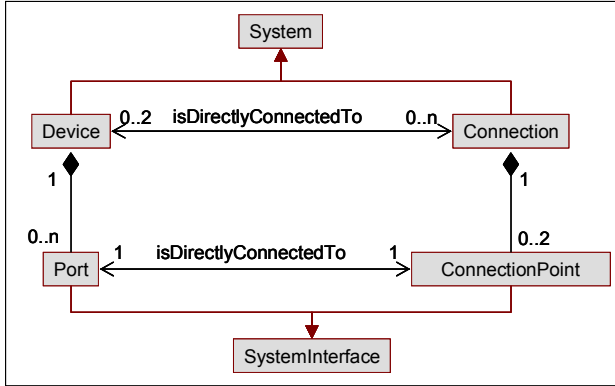 System
0..2 isDirectlyConnectedTo 0..n
Device Connection
1 1
0..n 1 isDirectlyConnectedTo 1 0..2
Port ConnectionPoint
SystemInterface